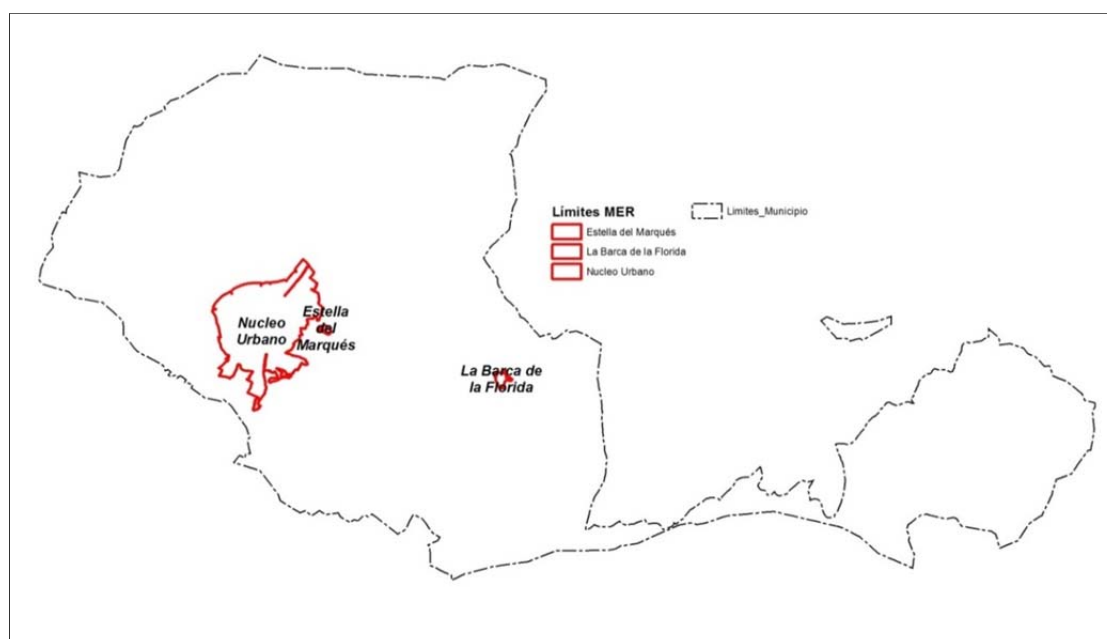 Límites MER
Estella del Marqués
La Barca de la Florida
Nucleo Urbano
Límites_Municipio
Nucleo
Urbano
Estella
del
Marqués
La Barca de
la Florida